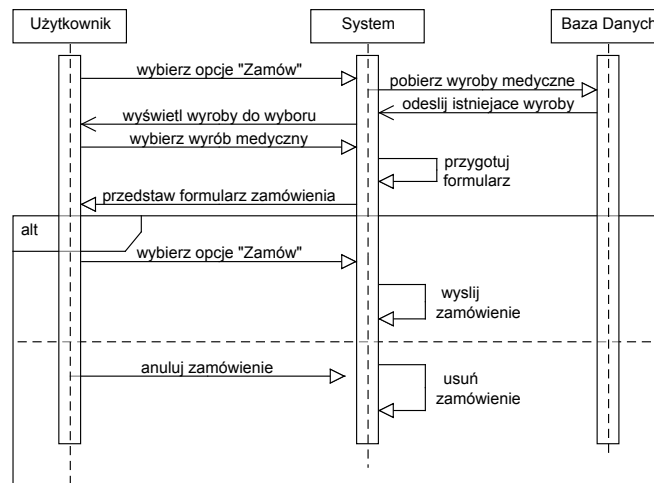 Użytkownik
System
Baza Danych
wybierz opcje "Zamów"
pobierz wyroby medyczne
odeslij istniejace wyroby
wyświetl wyroby do wyboru
wybierz wyrób medyczny
przygotuj
formularz
przedstaw formularz zamówienia
alt
wybierz opcje "Zamów"
wyslij
zamówienie
anuluj zamówienie
usuń
zamówienie